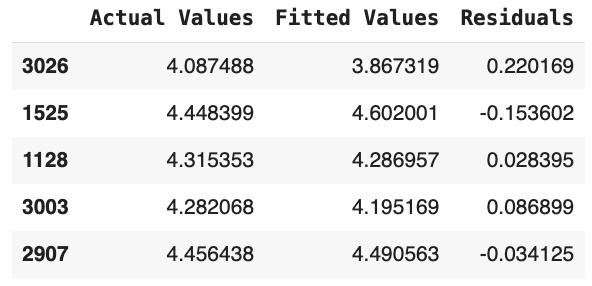 Actual Values Fitted Values Residuals
3026 4.087488 3.867319 0.220169
1525 4.448399 4.602001 -0.153602
1128 4.315353 4.286957 0.028395
3003 4.282068 4.195169 0.086899
2907 4.456438 4.490563 -0.034125